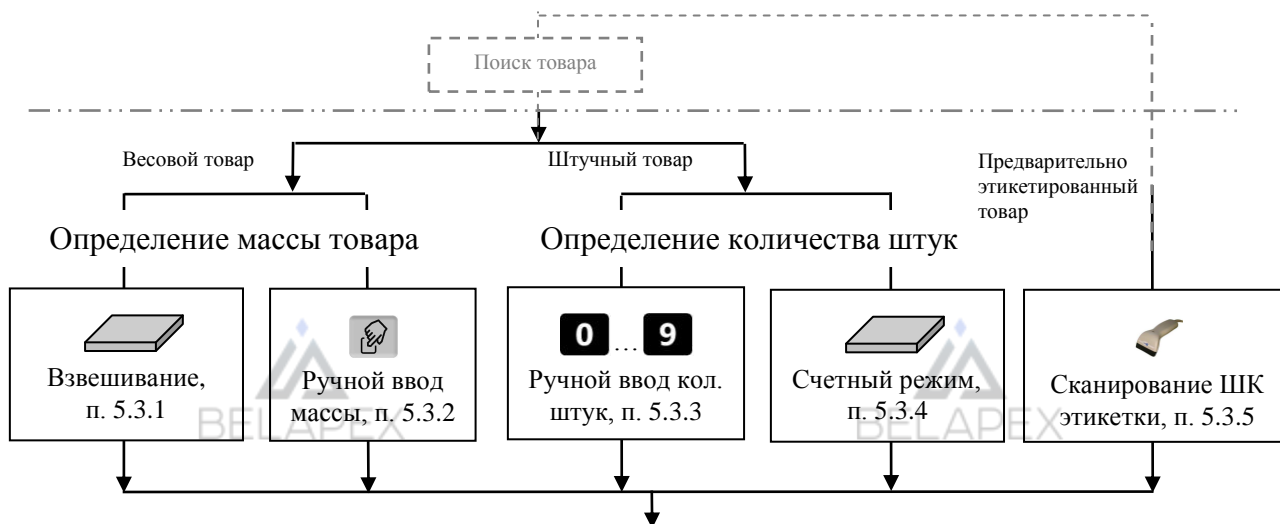 Поиск товара
Весовой товар
Штучный товар
Предварительно
этикетированный
товар
Определение массы товара
Определение количества штук
Взвешивание,
п. 5.3.1
Ручной ввод
массы, п. 5.3.2
0 ... 9
Ручной ввод кол.
штук, п. 5.3.3
Счетный режим,
п. 5.3.4
Сканирование ШК
этикетки, п. 5.3.5
BELAPEX
BELAPEX